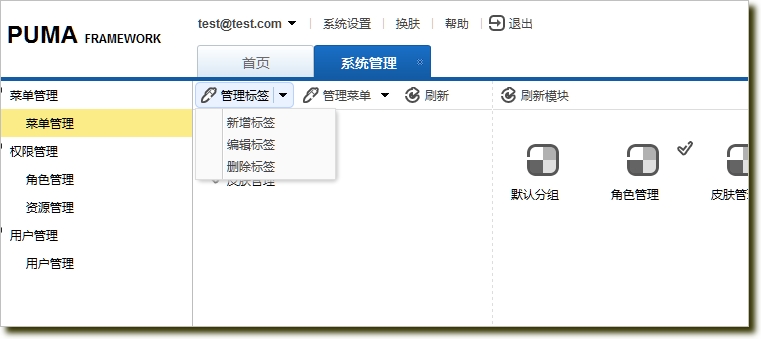 PUMA FRAMEWORK
test@test.com 系统设置 换肤 帮助 退出
首页 系统管理
菜单管理
菜单管理
权限管理
角色管理
资源管理
用户管理
用户管理
管理标签 管理菜单 刷新 刷新模块
新增标签
编辑标签
删除标签
皮肤管理
默认分组 角色管理 皮肤管